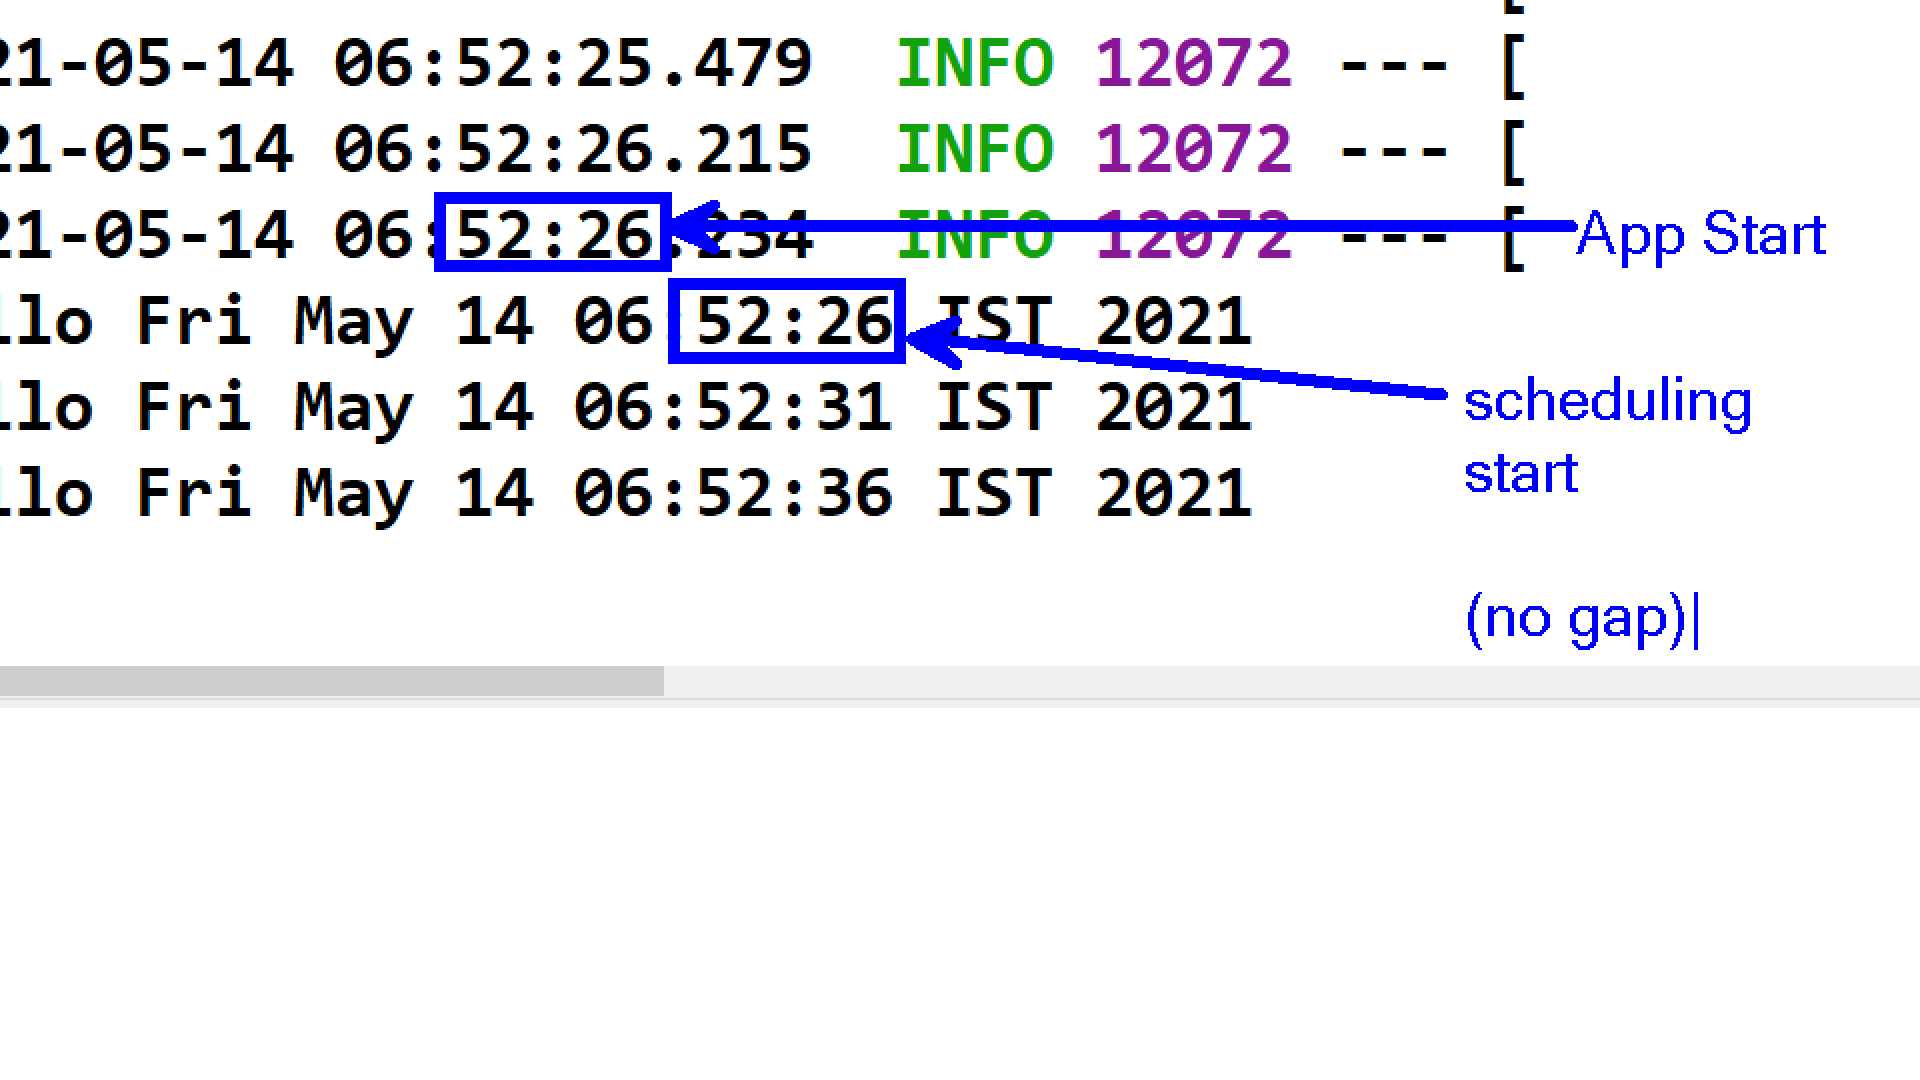 21-05-14 06:52:25.479 INFO 12072 --- [
21-05-14 06:52:26.215 INFO 12072 --- [
21-05-14 06:52:26.234 INFO 12072 --- [
App Start
llo Fri May 14 06:52:26 IST 2021
llo Fri May 14 06:52:31 IST 2021
scheduling
start
llo Fri May 14 06:52:36 IST 2021
(no gap)